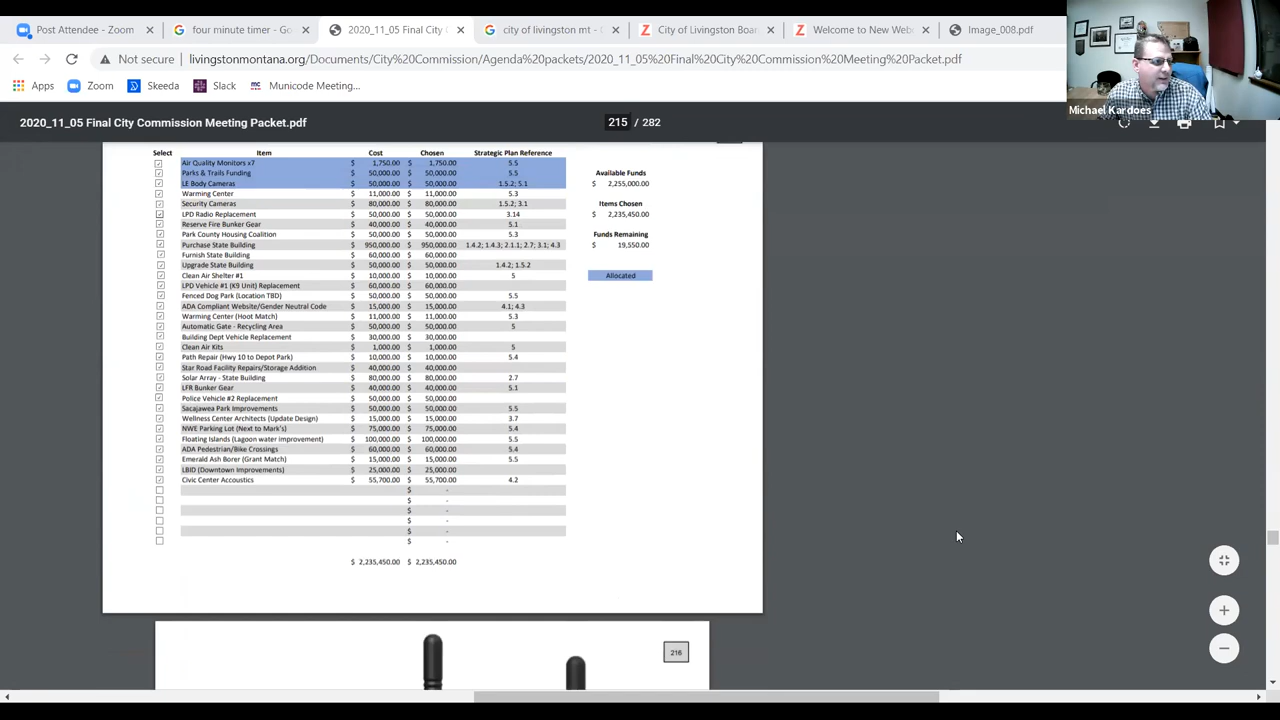 Post Attendee - Zoom
four minute timer - Go
2020_11_05 Final City C
city of livingston mt - G
City of Livingston Boar
Welcome to New Web
Image_008.pdf
Not secure | livingstonmontana.org/Documents/City%20Commission/Agenda%20packets/2020_11_05%20Final%20City%20Commission%20Meeting%20Packet.pdf
Apps Zoom Skeeda Slack Municode Meeting...
Michael Kardoes
2020_11_05 Final City Commission Meeting Packet.pdf
215 / 282
Select Item Cost Chosen Strategic Plan Reference
Air Quality Monitors x7 $ 1,750.00 $ 1,750.00 5.5
Parks & Trails Funding $ 50,000.00 $ 50,000.00 5.5
LE Body Cameras $ 50,000.00 $ 50,000.00 1.5.2; 5.1
Warming Center $ 11,000.00 $ 11,000.00 5.3
Security Cameras $ 80,000.00 $ 80,000.00 1.5.2; 3.1
LPD Radio Replacement $ 50,000.00 $ 50,000.00 3.14
Reserve Fire Bunker Gear $ 40,000.00 $ 40,000.00 5.1
Park County Housing Coalition $ 50,000.00 $ 50,000.00 5.3
Purchase State Building $ 950,000.00 $ 950,000.00 1.4.2; 1.4.3; 2.1.1; 2.7; 3.1; 4.3
Furnish State Building $ 60,000.00 $ 60,000.00
Upgrade State Building $ 50,000.00 $ 50,000.00 1.4.2; 1.5.2
Clean Air Shelter #1 $ 10,000.00 $ 10,000.00 5
LPD Vehicle #1 (K9 Unit) Replacement $ 60,000.00 $ 60,000.00
Fenced Dog Park (Location TBD) $ 50,000.00 $ 50,000.00 5.5
ADA Compliant Website/Gender Neutral Code $ 15,000.00 $ 15,000.00 4.1; 4.3
Warming Center (Hoot Match) $ 11,000.00 $ 11,000.00 5.3
Automatic Gate - Recycling Area $ 50,000.00 $ 50,000.00 5
Building Dept Vehicle Replacement $ 30,000.00 $ 30,000.00
Clean Air Kits $ 1,000.00 $ 1,000.00 5
Path Repair (Hwy 10 to Depot Park) $ 10,000.00 $ 10,000.00 5.4
Star Road Facility Repairs/Storage Addition $ 40,000.00 $ 40,000.00
Solar Array - State Building $ 80,000.00 $ 80,000.00 2.7
LFR Bunker Gear $ 40,000.00 $ 40,000.00 5.1
Police Vehicle #2 Replacement $ 50,000.00 $ 50,000.00
Sacajawea Park Improvements $ 50,000.00 $ 50,000.00 5.5
Wellness Center Architects (Update Design) $ 15,000.00 $ 15,000.00 3.7
NWE Parking Lot (Next to Mark's) $ 75,000.00 $ 75,000.00 5.4
Floating Islands (Lagoon water improvement) $ 100,000.00 $ 100,000.00 5.5
ADA Pedestrian/Bike Crossings $ 60,000.00 $ 60,000.00 5.4
Emerald Ash Borer (Grant Match) $ 15,000.00 $ 15,000.00 5.5
LBID (Downtown Improvements) $ 25,000.00 $ 25,000.00
Civic Center Accoustics $ 55,700.00 $ 55,700.00 4.2
$ -
$ -
$ -
$ -
$ -
$ -
$ 2,235,450.00 $ 2,235,450.00
Available Funds
$ 2,255,000.00
Items Chosen
$ 2,235,450.00
Funds Remaining
$ 19,550.00
Allocated
216